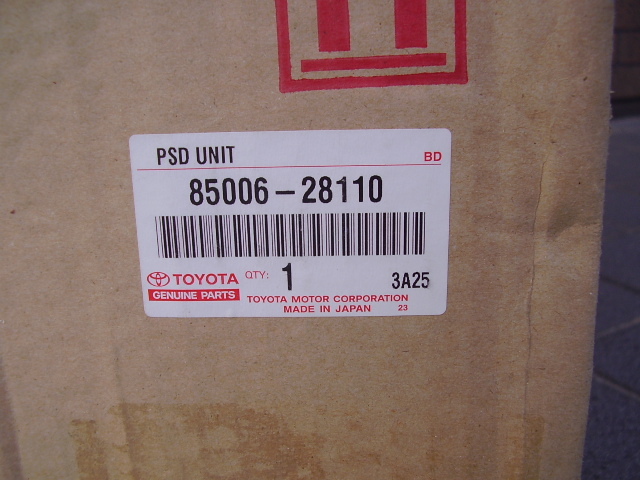 PSD UNIT BD
85006-28110
TOYOTA QTY: 1 3A25
GENUINE PARTS TOYOTA MOTOR CORPORATION
MADE IN JAPAN 23